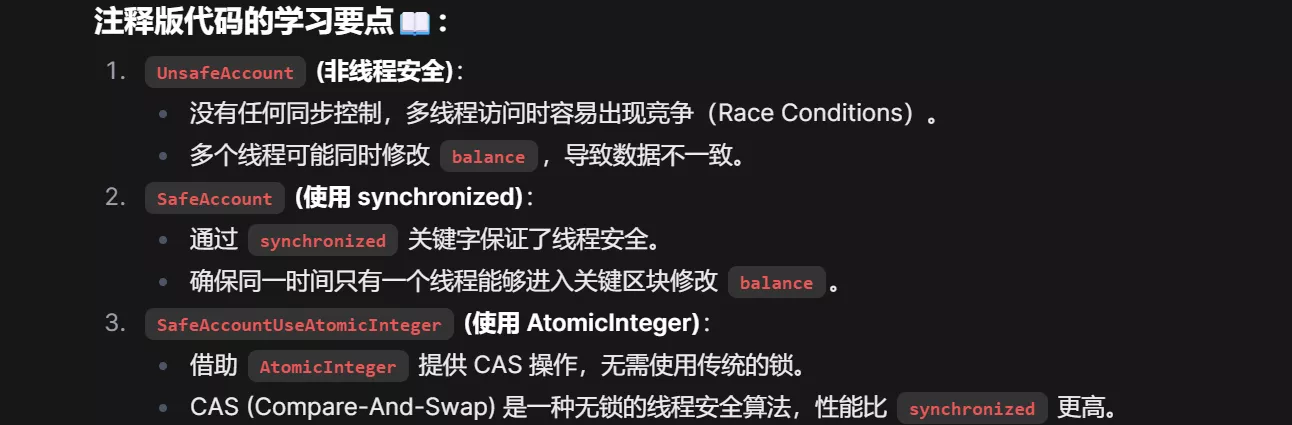 注释版代码的学习要点📖：
1. UnsafeAccount (非线程安全)：
• 没有任何同步控制，多线程访问时容易出现竞争（Race Conditions）。
• 多个线程可能同时修改 balance ，导致数据不一致。
2. SafeAccount (使用 synchronized)：
• 通过 synchronized 关键字保证了线程安全。
• 确保同一时间只有一个线程能够进入关键区块修改 balance 。
3. SafeAccountUseAtomicInteger (使用 AtomicInteger)：
• 借助 AtomicInteger 提供 CAS 操作，无需使用传统的锁。
• CAS (Compare-And-Swap) 是一种无锁的线程安全算法，性能比 synchronized 更高。